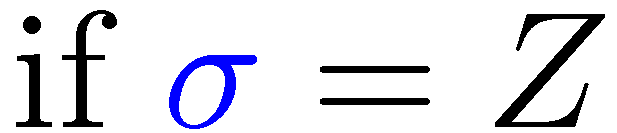 if σ = Z